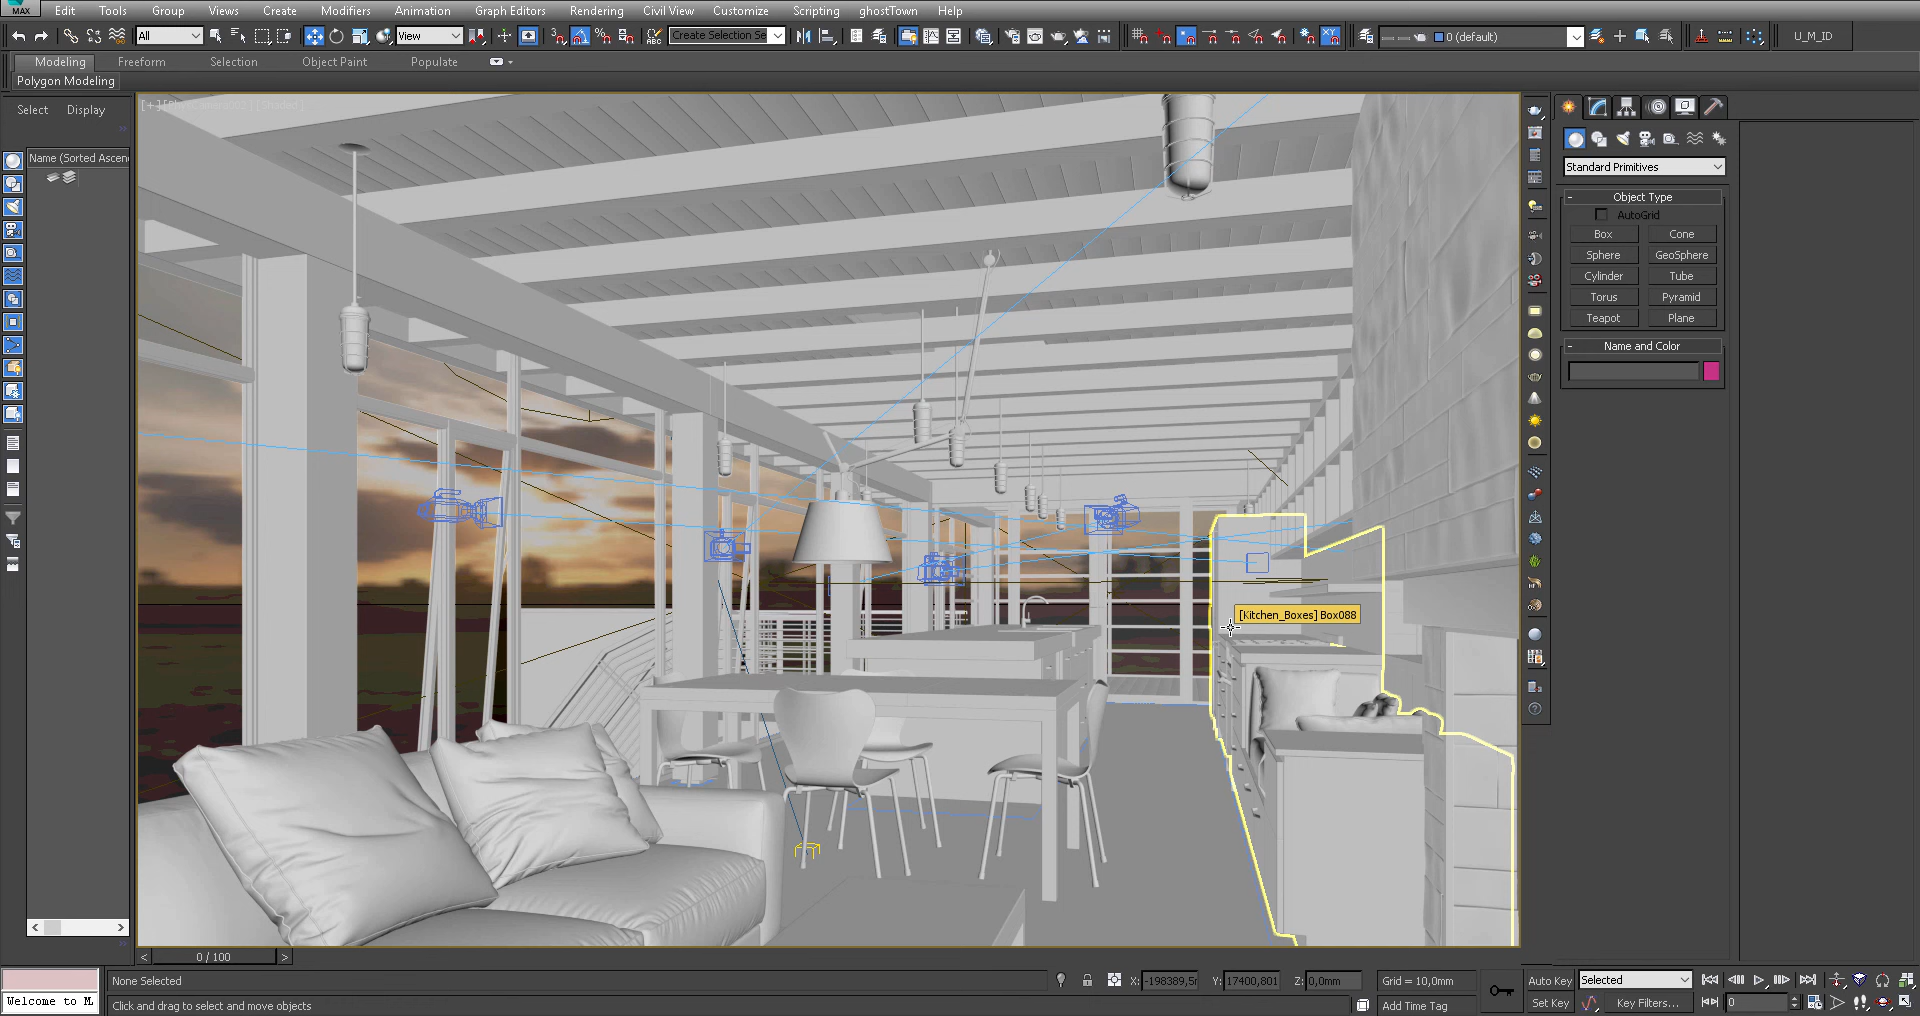 MAX
Edit Tools Group Views Create Modifiers Animation Graph Editors Rendering Civil View Customize Scripting ghostTown Help
All View Create Selection Se 0 (default) U_M_ID
Modeling Freeform Selection Object Paint Populate
Polygon Modeling
Select Display
Name (Sorted Ascen
Standard Primitives
Object Type
AutoGrid
Box Cone
Sphere GeoSphere
Cylinder Tube
Torus Pyramid
Teapot Plane
Name and Color
[Kitchen_Boxes] Box088
0 / 100
None Selected X: -198389,5r Y: 17400,801 Z: 0,0mm Grid = 10,0mm Auto Key Selected
Welcome to M Click and drag to select and move objects Add Time Tag Set Key Key Filters... 0